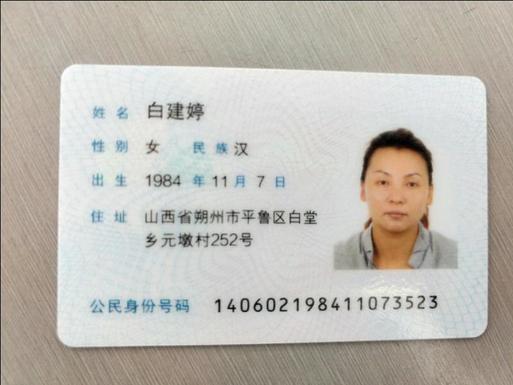 姓名 白建婷
性别 女 民族 汉
出生 1984 年 11 月 7 日
住址 山西省朔州市平鲁区白堂
乡元墩村252号
公民身份号码 140602198411073523